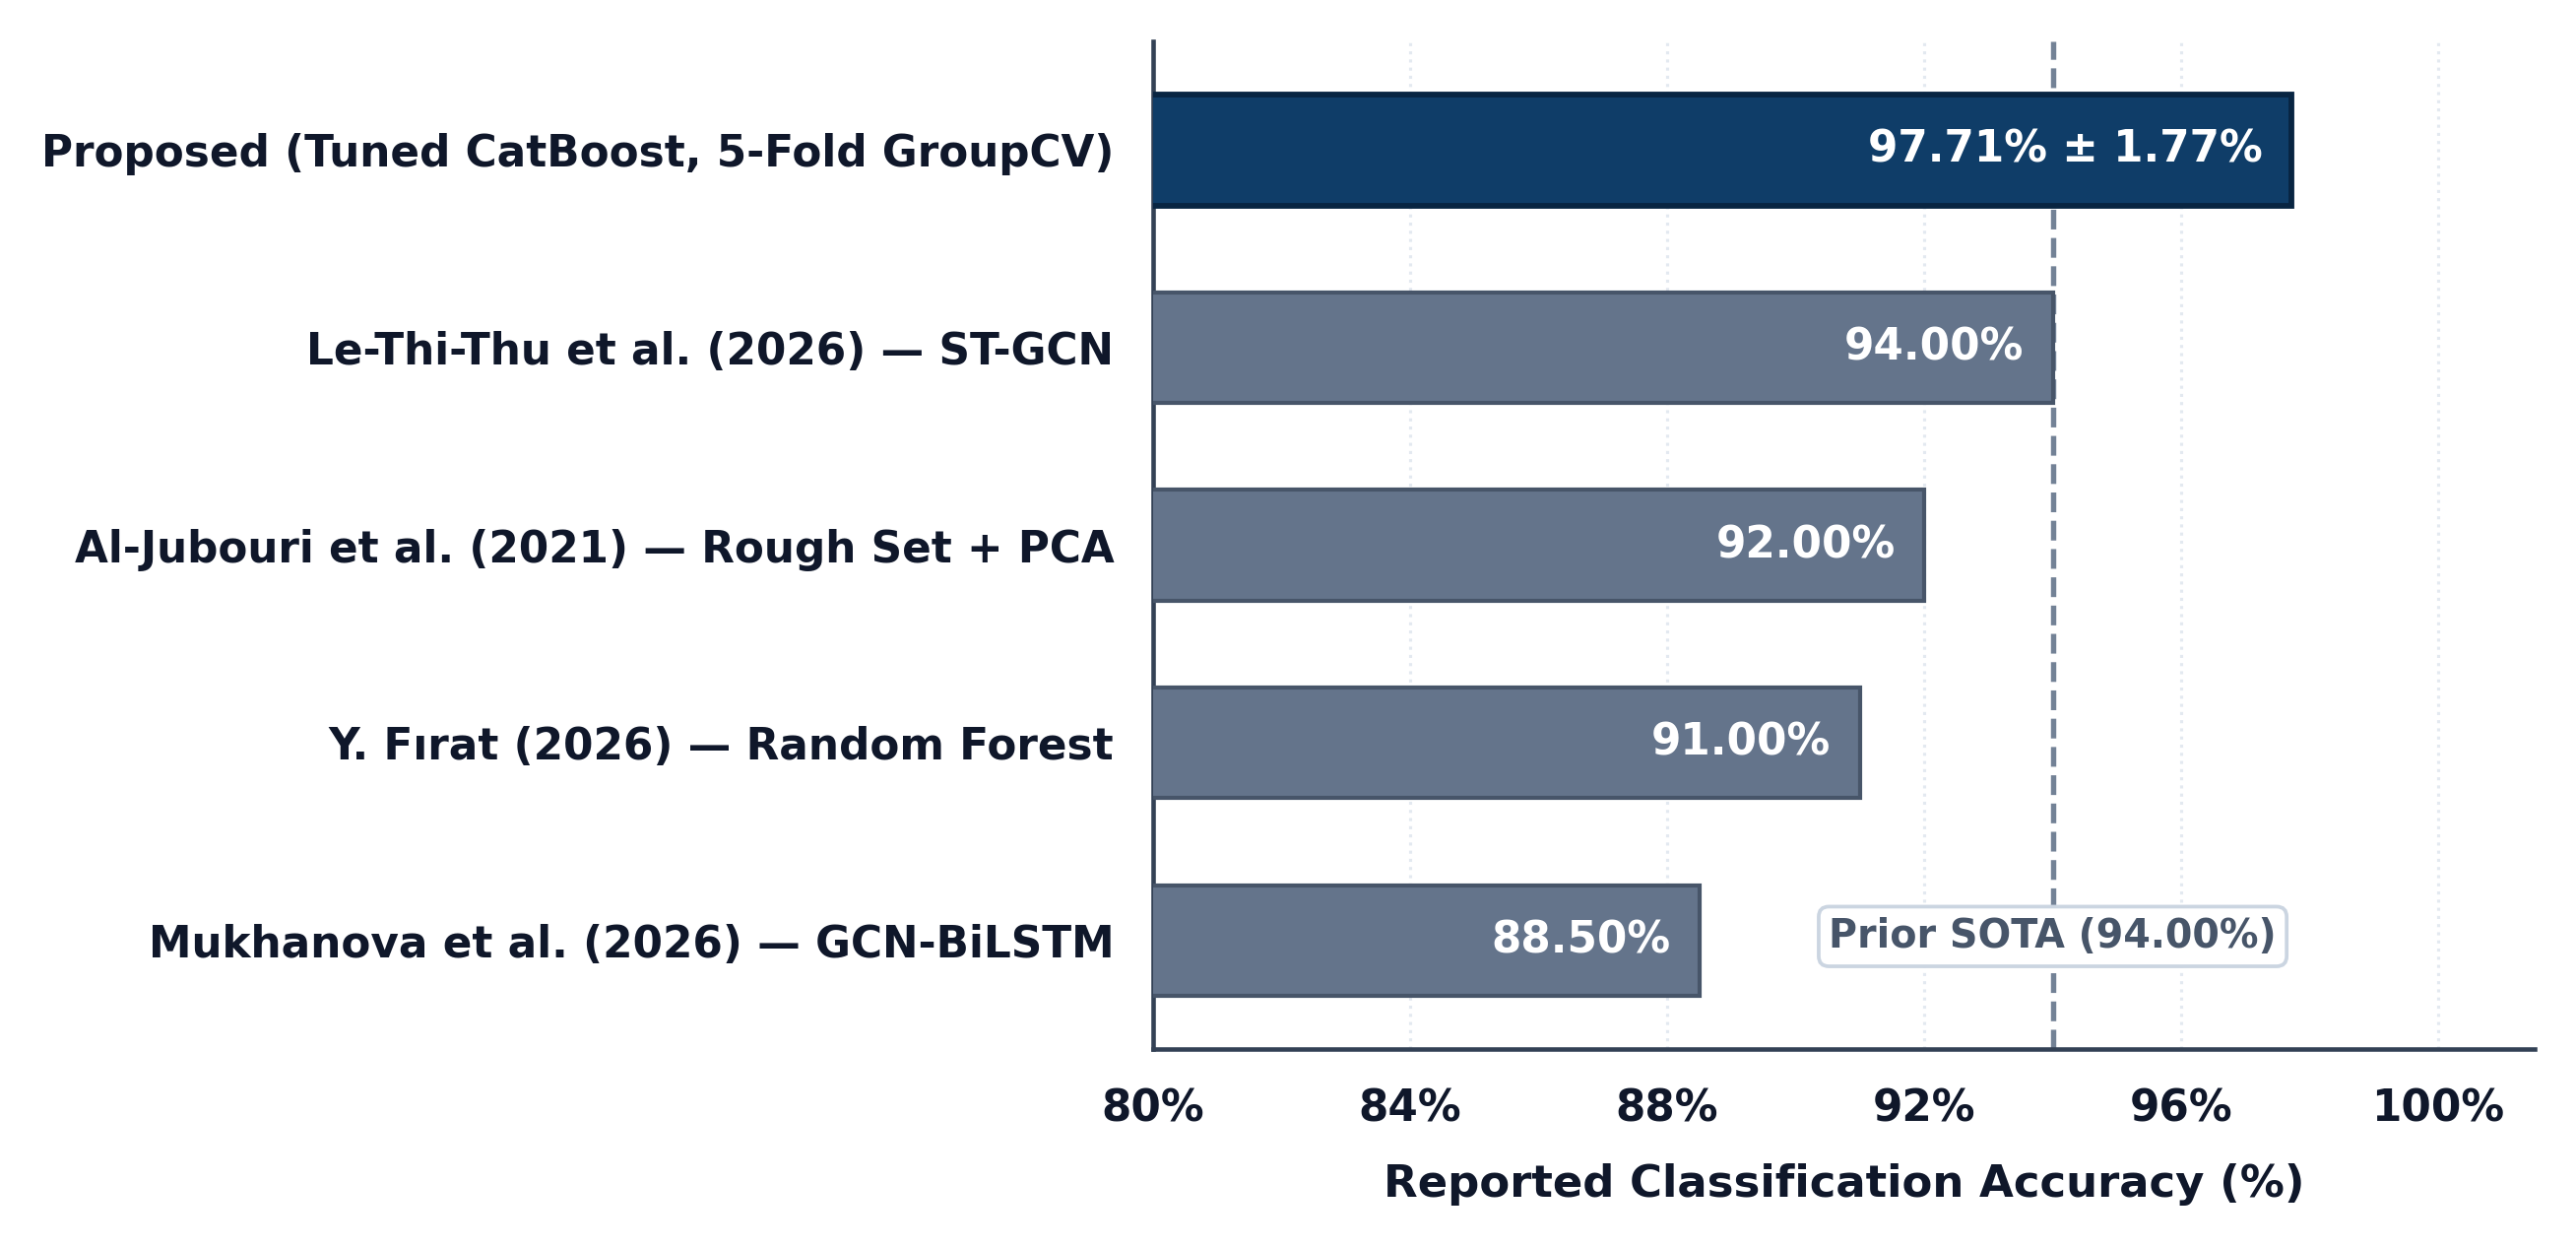 Proposed (Tuned CatBoost, 5-Fold GroupCV)
97.71% ± 1.77%
Le-Thi-Thu et al. (2026) — ST-GCN
94.00%
Al-Jubouri et al. (2021) — Rough Set + PCA
92.00%
Y. Fırat (2026) — Random Forest
91.00%
Mukhanova et al. (2026) — GCN-BiLSTM
88.50%
Prior SOTA (94.00%)
80% 84% 88% 92% 96% 100%
Reported Classification Accuracy (%)